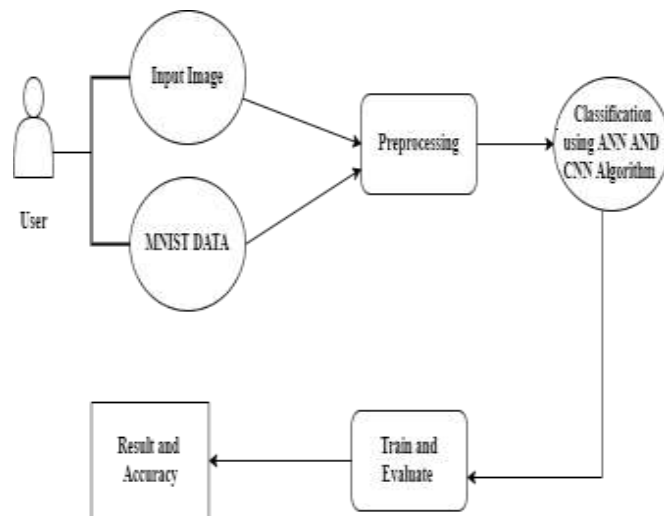 Input Image
User
MNIST DATA
Preprocessing
Classification
using ANN AND
CNN Algorithm
Train and
Evaluate
Result and
Accuracy